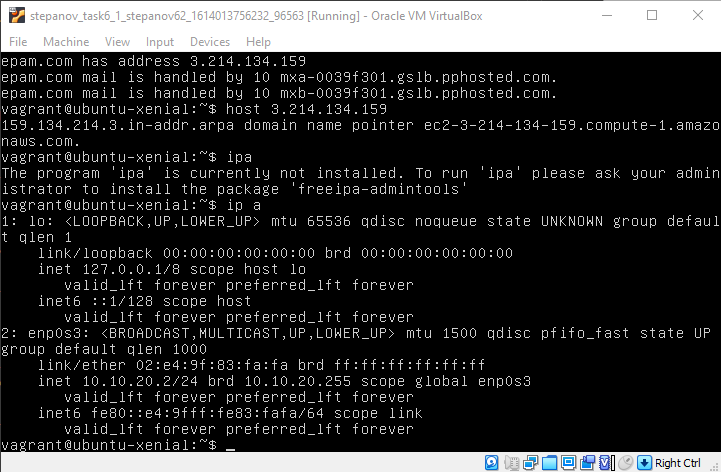 stepanov_task6_1_stepanov62_1614013756232_96563 [Running] - Oracle VM VirtualBox
File Machine View Input Devices Help
epam.com has address 3.214.134.159
epam.com mail is handled by 10 mxa-0039f301.gslb.pphosted.com.
epam.com mail is handled by 10 mxb-0039f301.gslb.pphosted.com.
vagrant@ubuntu-xenial:~$ host 3.214.134.159
159.134.214.3.in-addr.arpa domain name pointer ec2-3-214-134-159.compute-1.amazo
naws.com.
vagrant@ubuntu-xenial:~$ ipa
The program 'ipa' is currently not installed. To run 'ipa' please ask your admin
istrator to install the package 'freeipa-admintools'
vagrant@ubuntu-xenial:~$ ip a
1: lo: <LOOPBACK,UP,LOWER_UP> mtu 65536 qdisc noqueue state UNKNOWN group defaul
t qlen 1
    link/loopback 00:00:00:00:00:00 brd 00:00:00:00:00:00
    inet 127.0.0.1/8 scope host lo
       valid_lft forever preferred_lft forever
    inet6 ::1/128 scope host
       valid_lft forever preferred_lft forever
2: enp0s3: <BROADCAST,MULTICAST,UP,LOWER_UP> mtu 1500 qdisc pfifo_fast state UP
group default qlen 1000
    link/ether 02:e4:9f:83:fa:fa brd ff:ff:ff:ff:ff:ff
    inet 10.10.20.2/24 brd 10.10.20.255 scope global enp0s3
       valid_lft forever preferred_lft forever
    inet6 fe80::e4:9fff:fe83:fafa/64 scope link
       valid_lft forever preferred_lft forever
vagrant@ubuntu-xenial:~$ _
Right Ctrl